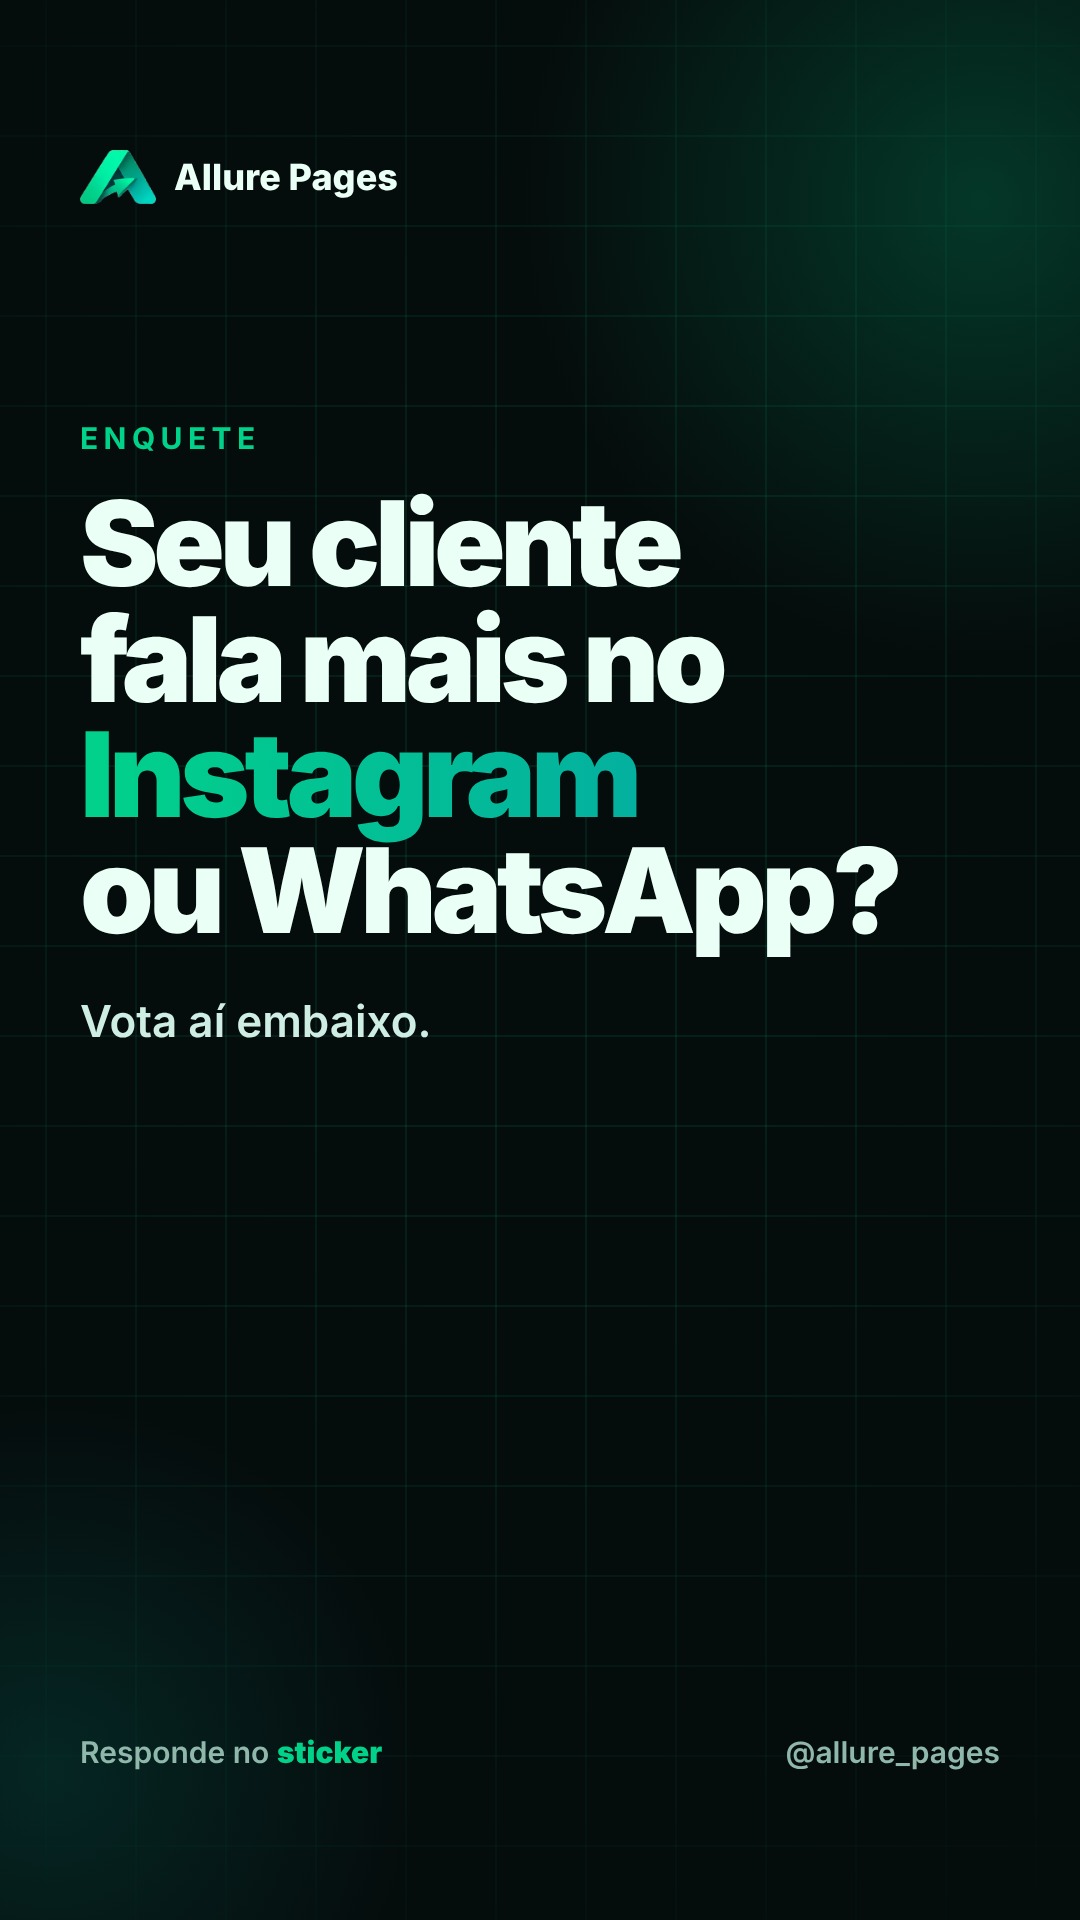 Allure Pages
ENQUETE
Seu cliente
fala mais no
Instagram
ou WhatsApp?
Vota aí embaixo.
Responde no sticker
@allure_pages